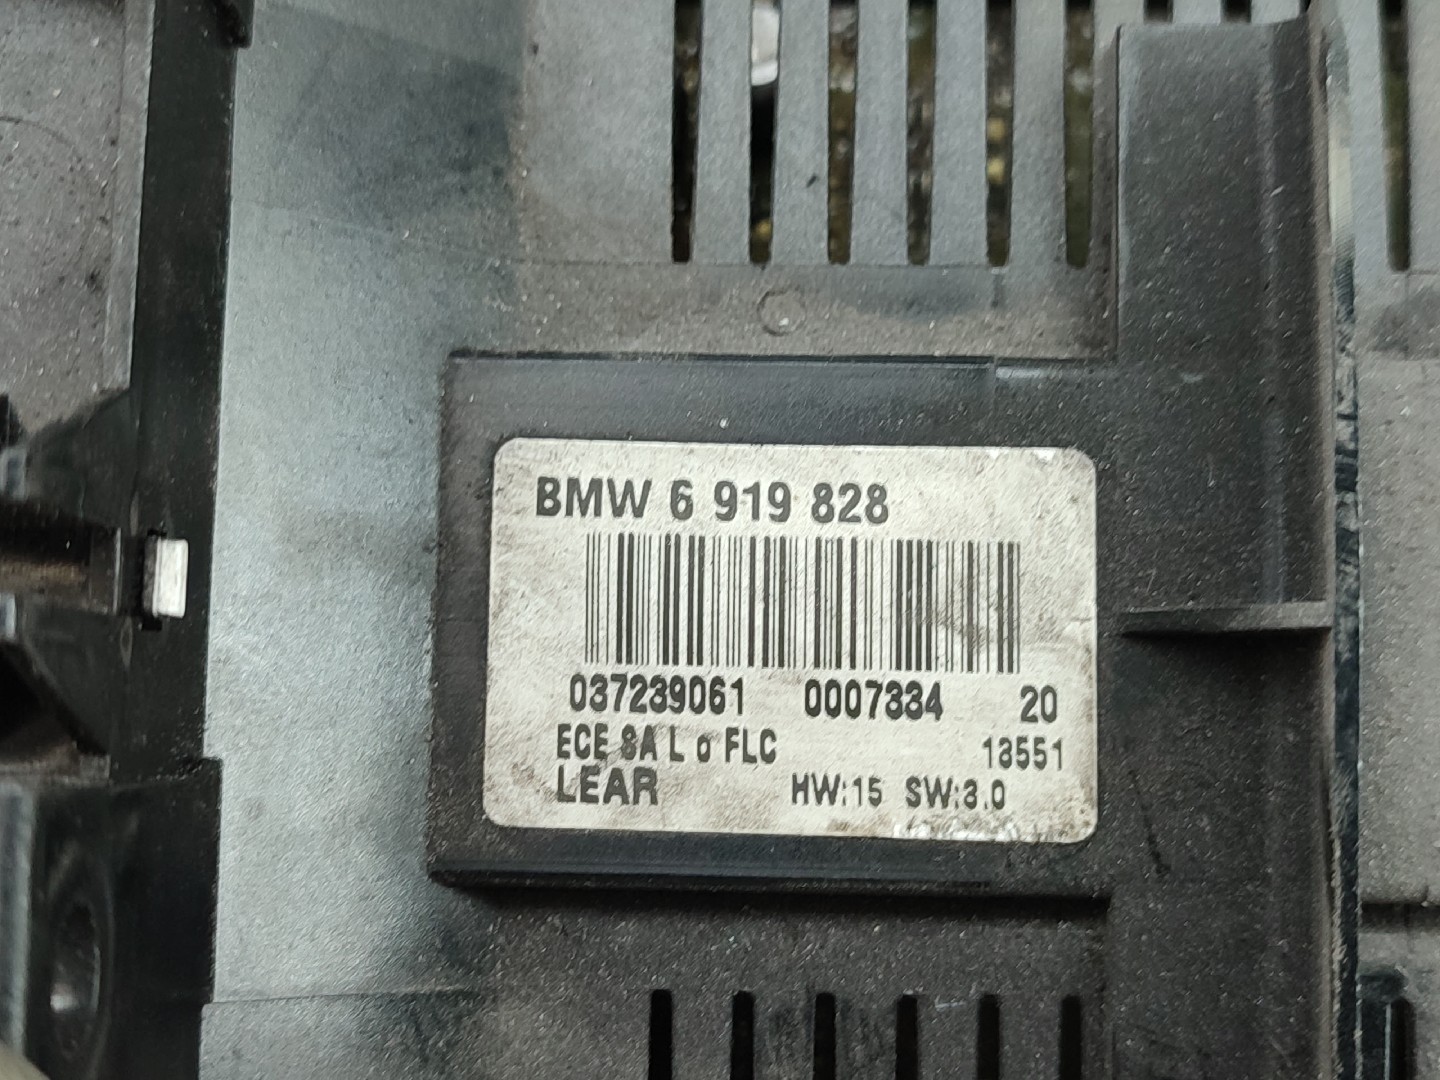 BMW 6 919 828
037239061 0007334 20
ECE SA L o FLC 13551
LEAR HW:15 SW:3.0